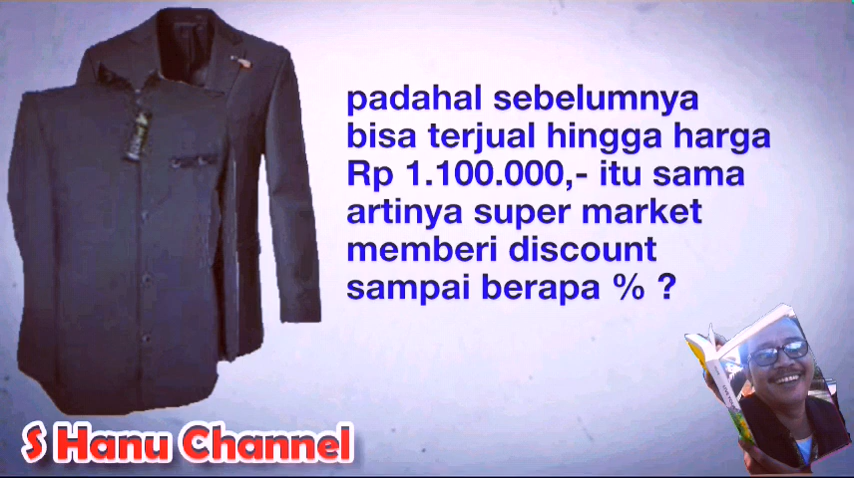 padahal sebelumnya
bisa terjual hingga harga
Rp 1.100.000,- itu sama
artinya super market
memberi discount
sampai berapa % ?
S Hanu Channel